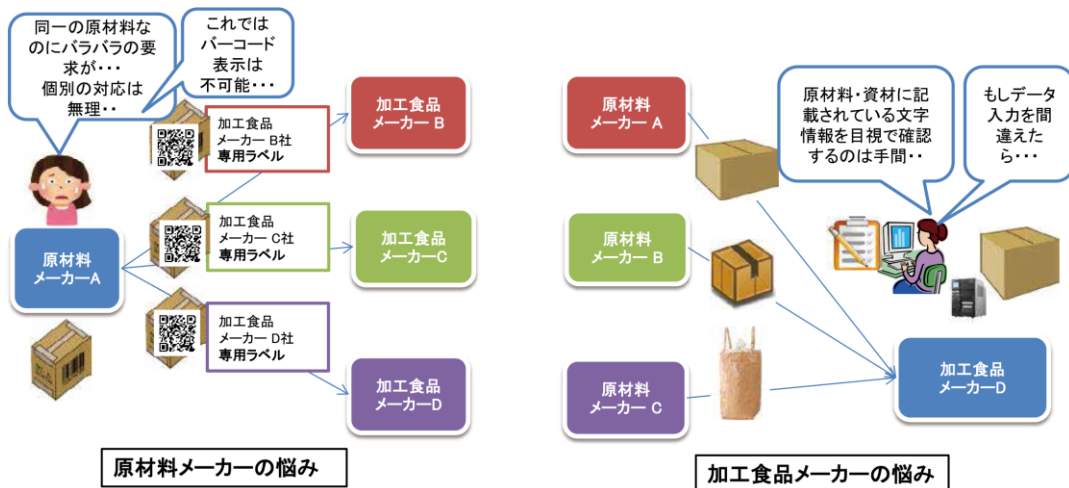 同一の原材料な
のにバラバラの要
求が・・・
個別の対応は
無理・・
これでは
バーコード
表示は
不可能・・・
加工食品
メーカー B社
専用ラベル
加工食品
メーカー B
加工食品
メーカー C社
専用ラベル
加工食品
メーカーC
原材料
メーカーA
加工食品
メーカー D社
専用ラベル
加工食品
メーカーD
原材料メーカーの悩み
原材料
メーカー A
原材料・資材に記
載されている文字
情報を目視で確認
するのは手間・・
もしデータ
入力を間
違えた
ら・・・
原材料
メーカー B
原材料
メーカー C
加工食品
メーカーD
加工食品メーカーの悩み